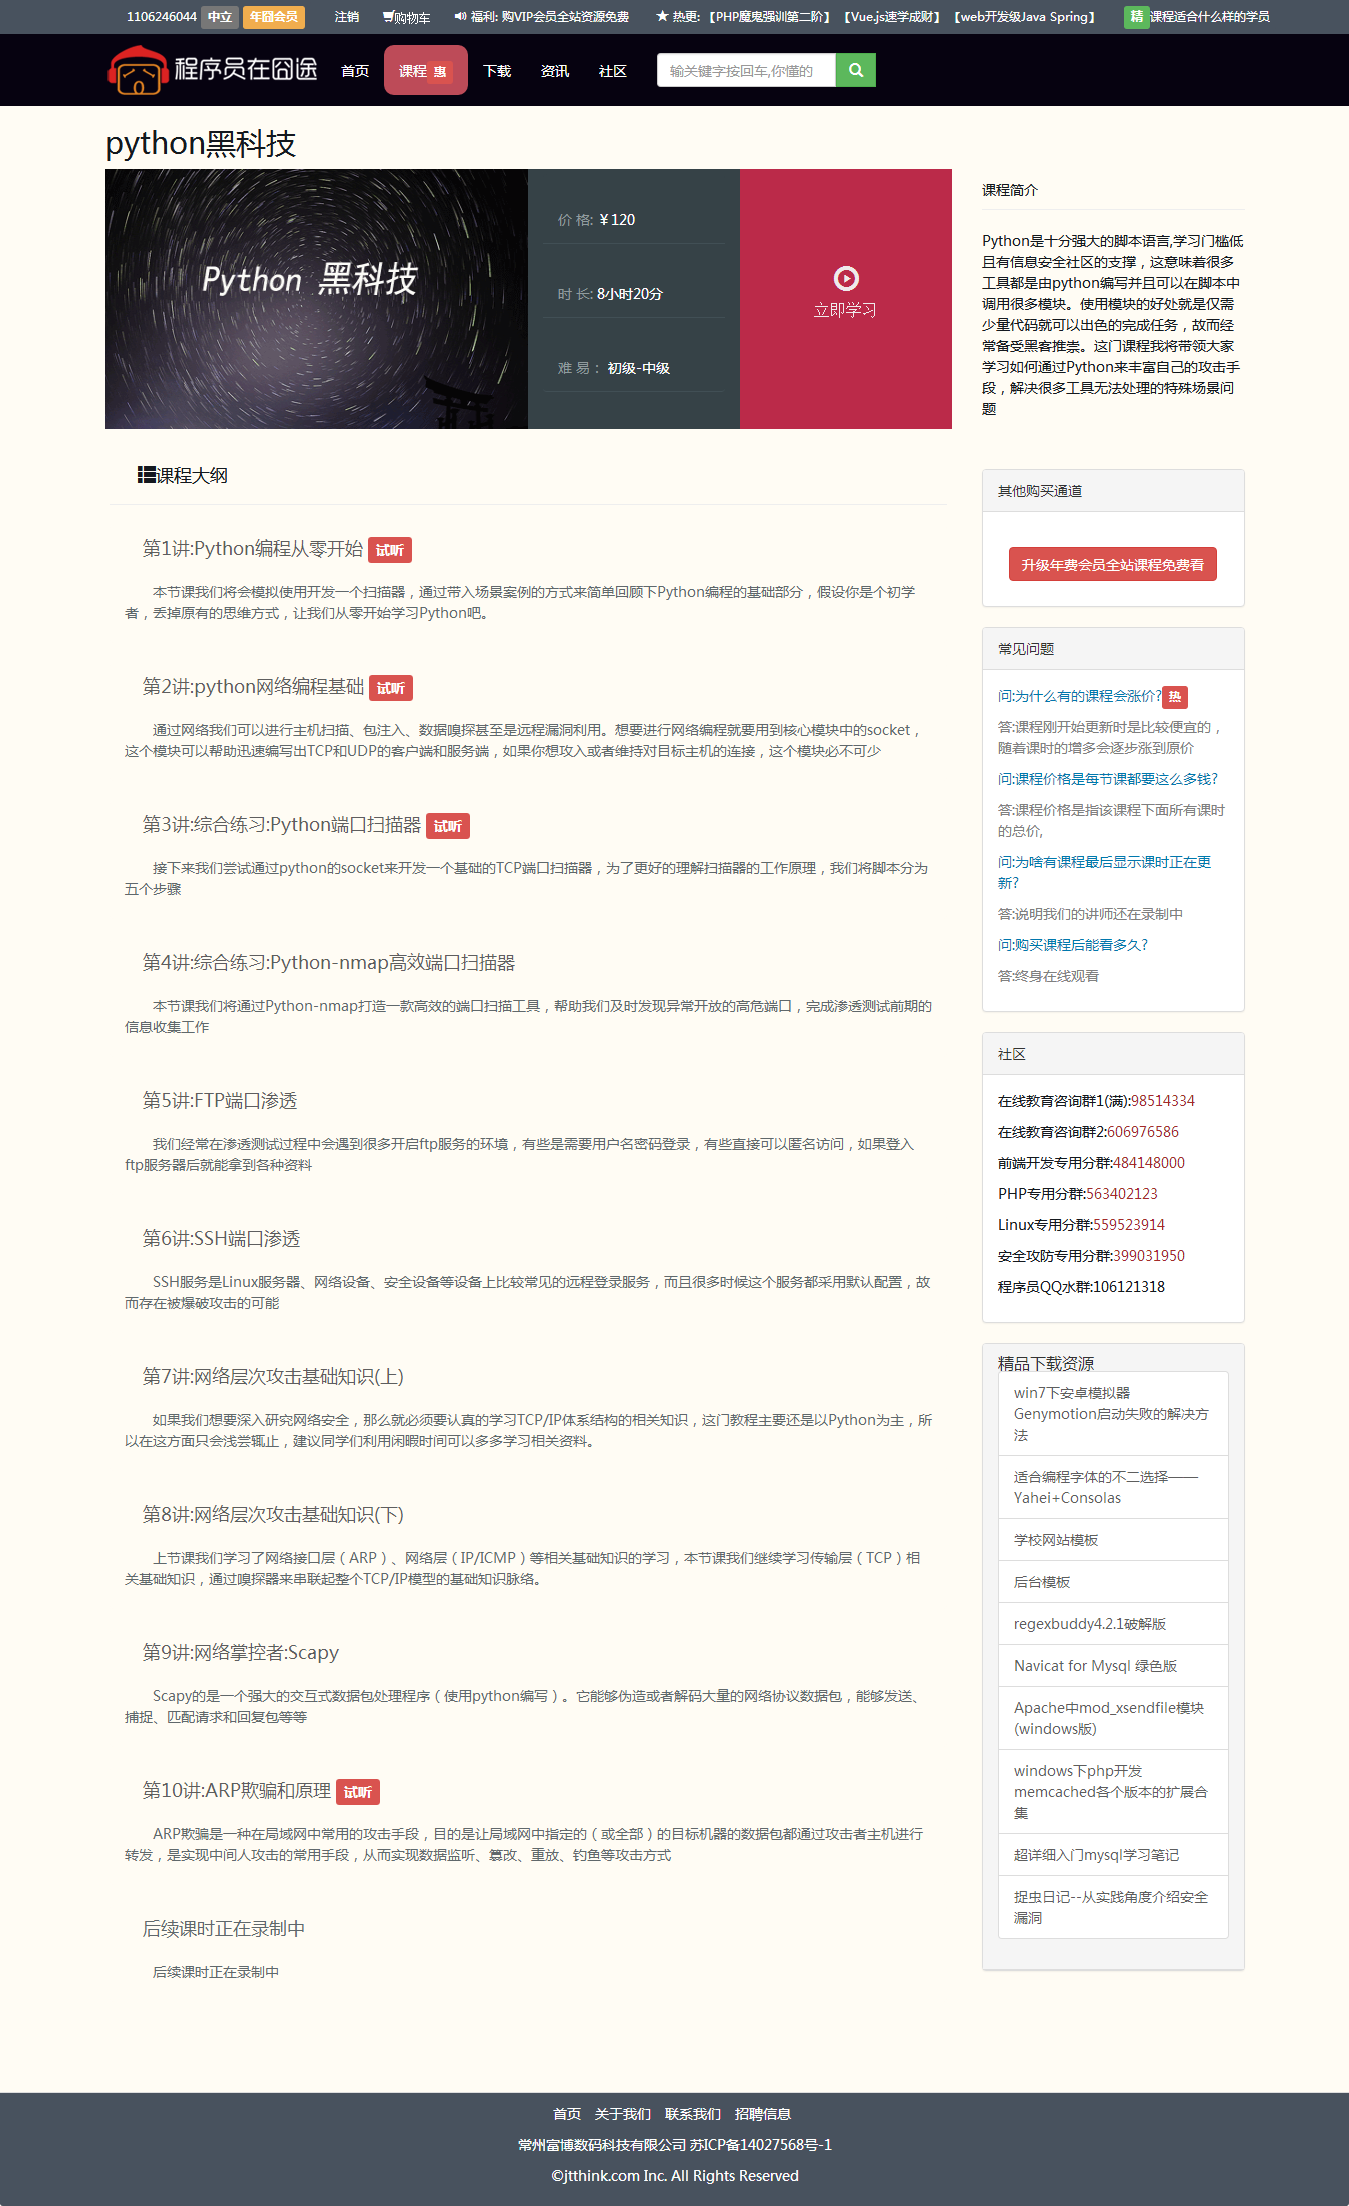 1106246044 中立 年囧会员 注销 购物车 福利: 购VIP会员全站资源免费 热更: 【PHP魔鬼强训第二阶】 【Vue.js速学成财】 【web开发级Java Spring】 精 课程适合什么样的学员
程序员在囧途 首页 课程 惠 下载 资讯 社区 输关键字按回车,你懂的
python黑科技
Python 黑科技
价 格: ¥120
时 长: 8小时20分
难 易： 初级-中级
立即学习
课程简介
Python是十分强大的脚本语言,学习门槛低
且有信息安全社区的支撑，这意味着很多
工具都是由python编写并且可以在脚本中
调用很多模块。使用模块的好处就是仅需
少量代码就可以出色的完成任务，故而经
常备受黑客推崇。这门课程我将带领大家
学习如何通过Python来丰富自己的攻击手
段，解决很多工具无法处理的特殊场景问
题
课程大纲
第1讲:Python编程从零开始 试听
本节课我们将会模拟使用开发一个扫描器，通过带入场景案例的方式来简单回顾下Python编程的基础部分，假设你是个初学
者，丢掉原有的思维方式，让我们从零开始学习Python吧。
第2讲:python网络编程基础 试听
通过网络我们可以进行主机扫描、包注入、数据嗅探甚至是远程漏洞利用。想要进行网络编程就要用到核心模块中的socket，
这个模块可以帮助迅速编写出TCP和UDP的客户端和服务端，如果你想攻入或者维持对目标主机的连接，这个模块必不可少
第3讲:综合练习:Python端口扫描器 试听
接下来我们尝试通过python的socket来开发一个基础的TCP端口扫描器，为了更好的理解扫描器的工作原理，我们将脚本分为
五个步骤
第4讲:综合练习:Python-nmap高效端口扫描器
本节课我们将通过Python-nmap打造一款高效的端口扫描工具，帮助我们及时发现异常开放的高危端口，完成渗透测试前期的
信息收集工作
第5讲:FTP端口渗透
我们经常在渗透测试过程中会遇到很多开启ftp服务的环境，有些是需要用户名密码登录，有些直接可以匿名访问，如果登入
ftp服务器后就能拿到各种资料
第6讲:SSH端口渗透
SSH服务是Linux服务器、网络设备、安全设备等设备上比较常见的远程登录服务，而且很多时候这个服务都采用默认配置，故
而存在被爆破攻击的可能
第7讲:网络层次攻击基础知识(上)
如果我们想要深入研究网络安全，那么就必须要认真的学习TCP/IP体系结构的相关知识，这门教程主要还是以Python为主，所
以在这方面只会浅尝辄止，建议同学们利用闲暇时间可以多多学习相关资料。
第8讲:网络层次攻击基础知识(下)
上节课我们学习了网络接口层（ARP）、网络层（IP/ICMP）等相关基础知识的学习，本节课我们继续学习传输层（TCP）相
关基础知识，通过嗅探器来串联起整个TCP/IP模型的基础知识脉络。
第9讲:网络掌控者:Scapy
Scapy的是一个强大的交互式数据包处理程序（使用python编写）。它能够伪造或者解码大量的网络协议数据包，能够发送、
捕捉、匹配请求和回复包等等
第10讲:ARP欺骗和原理 试听
ARP欺骗是一种在局域网中常用的攻击手段，目的是让局域网中指定的（或全部）的目标机器的数据包都通过攻击者主机进行
转发，是实现中间人攻击的常用手段，从而实现数据监听、篡改、重放、钓鱼等攻击方式
后续课时正在录制中
后续课时正在录制中
其他购买通道
升级年费会员全站课程免费看
常见问题
问:为什么有的课程会涨价? 热
答:课程刚开始更新时是比较便宜的，
随着课时的增多会逐步涨到原价
问:课程价格是每节课都要这么多钱?
答:课程价格是指该课程下面所有课时
的总价,
问:为啥有课程最后显示课时正在更
新?
答:说明我们的讲师还在录制中
问:购买课程后能看多久?
答:终身在线观看
社区
在线教育咨询群1(满):98514334
在线教育咨询群2:606976586
前端开发专用分群:484148000
PHP专用分群:563402123
Linux专用分群:559523914
安全攻防专用分群:399031950
程序员QQ水群:106121318
精品下载资源
win7下安卓模拟器
Genymotion启动失败的解决方
法
适合编程字体的不二选择——
Yahei+Consolas
学校网站模板
后台模板
regexbuddy4.2.1破解版
Navicat for Mysql 绿色版
Apache中mod_xsendfile模块
(windows版)
windows下php开发
memcached各个版本的扩展合
集
超详细入门mysql学习笔记
捉虫日记--从实践角度介绍安全
漏洞
首页 关于我们 联系我们 招聘信息
常州富博数码科技有限公司 苏ICP备14027568号-1
©jtthink.com Inc. All Rights Reserved